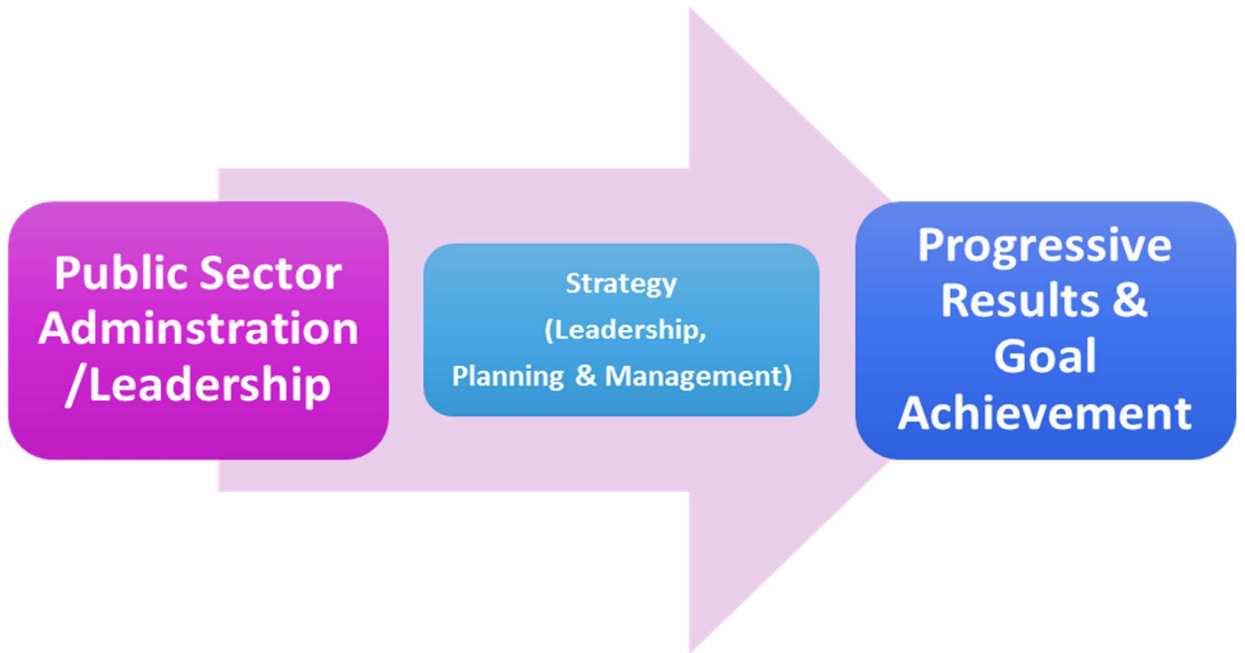 Public Sector
Adminstration
/Leadership
Strategy
(Leadership,
Planning & Management)
Progressive
Results &
Goal
Achievement